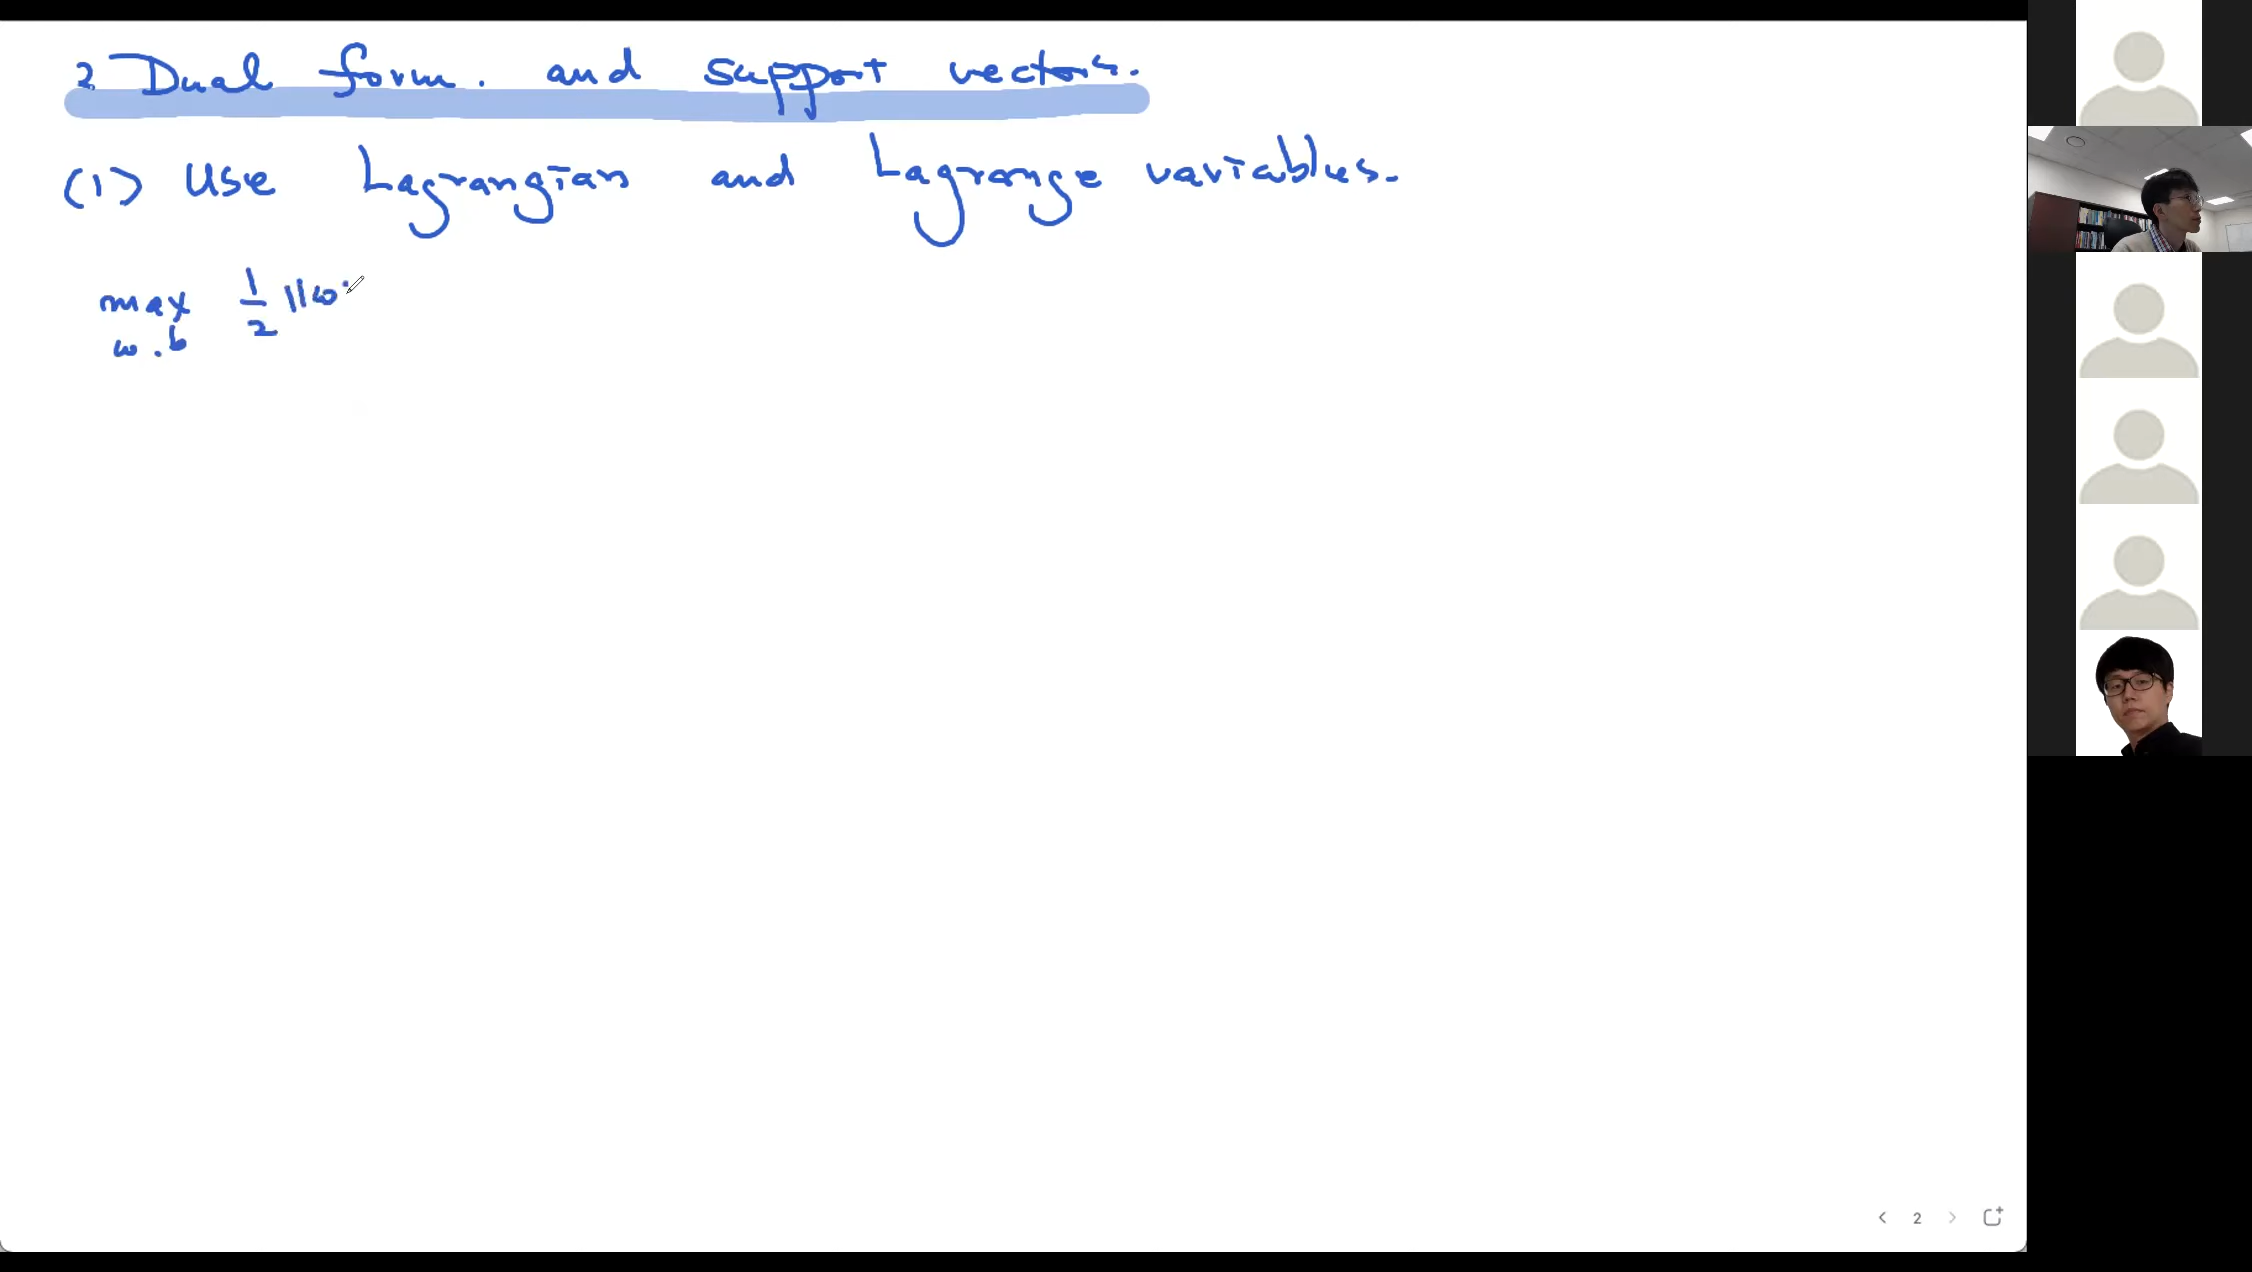 2. Dual form. and support vectors.
(1) Use Lagrangian and Lagrange variables.
max 1/2 ||w
w.b
2